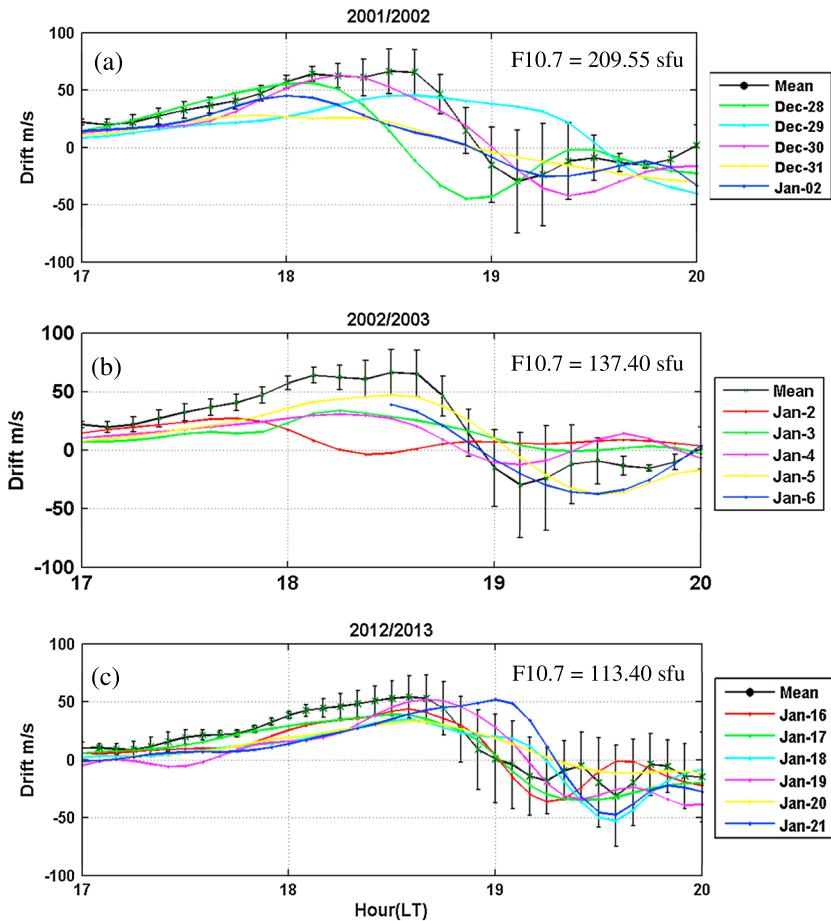 2001/2002
(a)
F10.7 = 209.55 sfu
100
50
0
-50
-100
Drift m/s
17
18
19
20
Mean
Dec-28
Dec-29
Dec-30
Dec-31
Jan-02
2002/2003
(b)
F10.7 = 137.40 sfu
100
50
0
-50
-100
Drift m/s
17
18
19
20
Mean
Jan-2
Jan-3
Jan-4
Jan-5
Jan-6
2012/2013
(c)
F10.7 = 113.40 sfu
100
50
0
-50
-100
Drift m/s
17
18
19
20
Hour(LT)
Mean
Jan-16
Jan-17
Jan-18
Jan-19
Jan-20
Jan-21